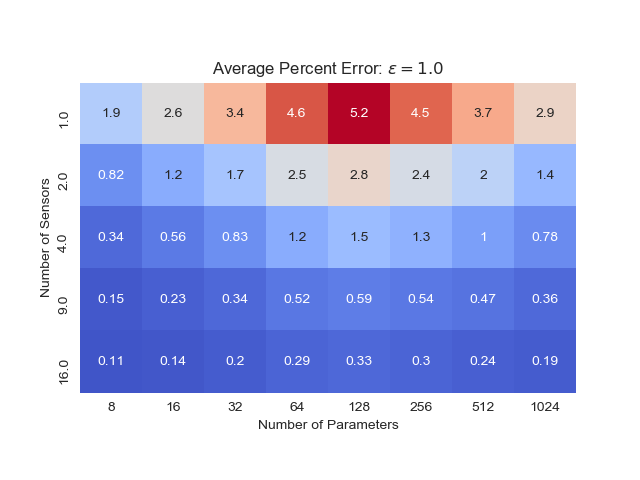 Average Percent Error: ε = 1.0
Number of Sensors
1.0 1.9 2.6 3.4 4.6 5.2 4.5 3.7 2.9
2.0 0.82 1.2 1.7 2.5 2.8 2.4 2 1.4
4.0 0.34 0.56 0.83 1.2 1.5 1.3 1 0.78
9.0 0.15 0.23 0.34 0.52 0.59 0.54 0.47 0.36
16.0 0.11 0.14 0.2 0.29 0.33 0.3 0.24 0.19
8 16 32 64 128 256 512 1024
Number of Parameters